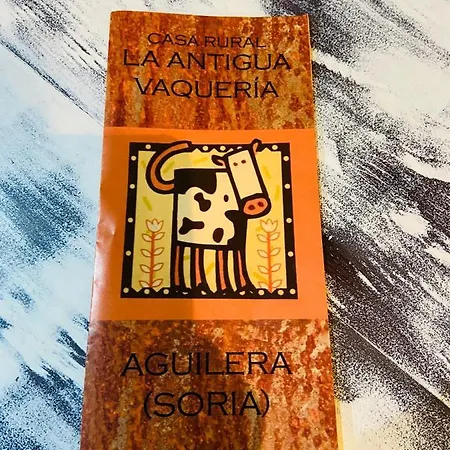 CASA RURAL
LA ANTIGUA
VAQUERÍA
AGUILERA
(SORIA)